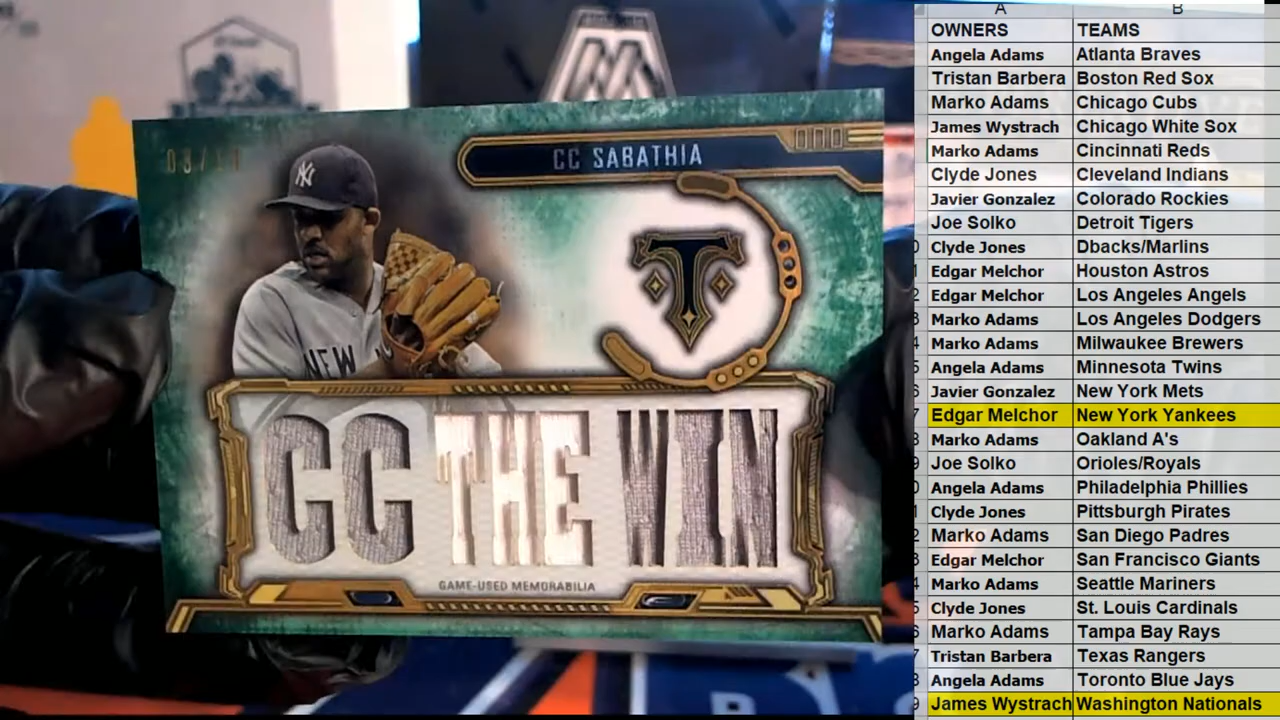 CC SABATHIA
NY
NEW
T
CC THE WIN
GAME-USED MEMORABILIA
A B
OWNERS TEAMS
Angela Adams Atlanta Braves
Tristan Barbera Boston Red Sox
Marko Adams Chicago Cubs
James Wystrach Chicago White Sox
Marko Adams Cincinnati Reds
Clyde Jones Cleveland Indians
Javier Gonzalez Colorado Rockies
Joe Solko Detroit Tigers
Clyde Jones Dbacks/Marlins
Edgar Melchor Houston Astros
Edgar Melchor Los Angeles Angels
Marko Adams Los Angeles Dodgers
Marko Adams Milwaukee Brewers
Angela Adams Minnesota Twins
Javier Gonzalez New York Mets
Edgar Melchor New York Yankees
Marko Adams Oakland A's
Joe Solko Orioles/Royals
Angela Adams Philadelphia Phillies
Clyde Jones Pittsburgh Pirates
Marko Adams San Diego Padres
Edgar Melchor San Francisco Giants
Marko Adams Seattle Mariners
Clyde Jones St. Louis Cardinals
Marko Adams Tampa Bay Rays
Tristan Barbera Texas Rangers
Angela Adams Toronto Blue Jays
James Wystrach Washington Nationals